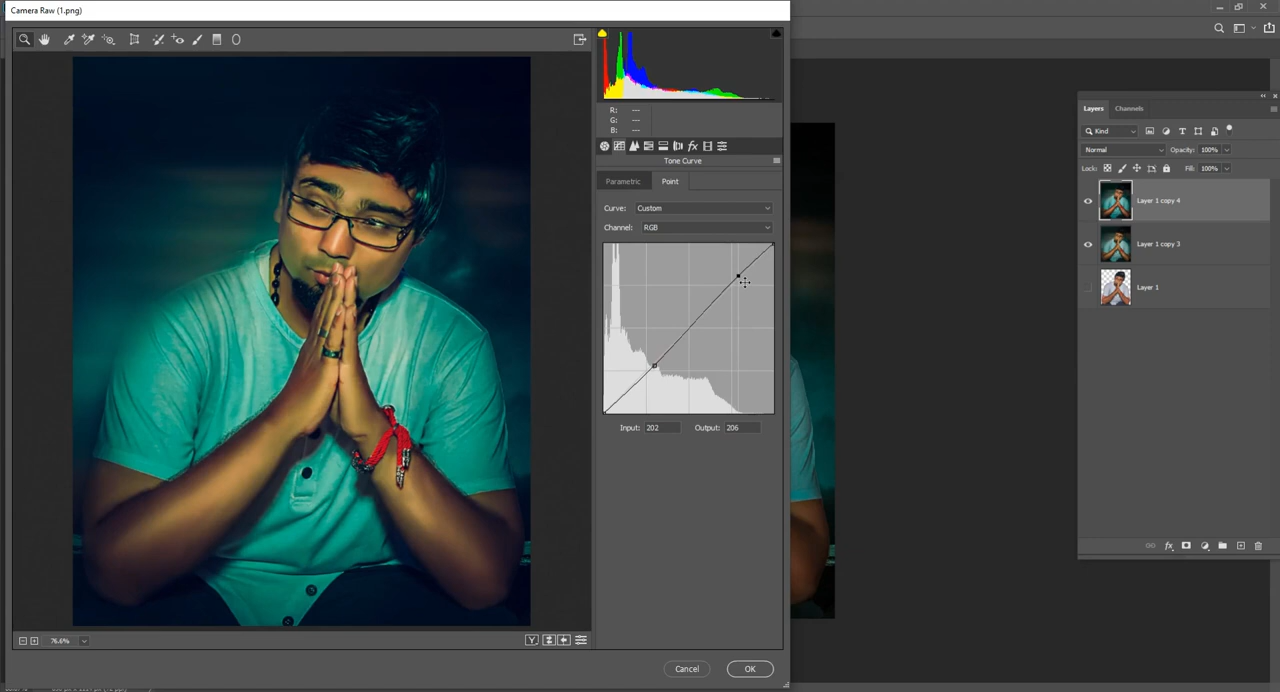 Camera Raw (1.png)
R: ---
G: ---
B: ---
Tone Curve
Parametric
Point
Curve: Custom
Channel: RGB
Input: 202
Output: 206
76.6%
Cancel
OK
Layers
Channels
Kind
Normal
Opacity: 100%
Lock:
Fill: 100%
Layer 1 copy 4
Layer 1 copy 3
Layer 1